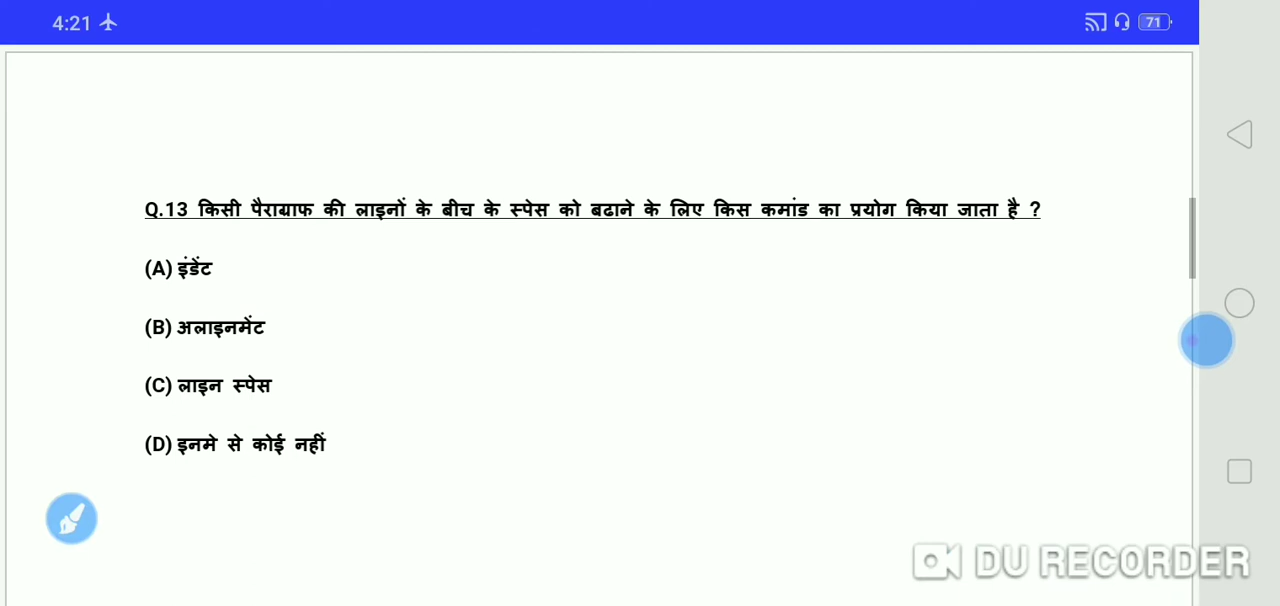 4:21
71
Q.13 किसी पैराग्राफ की लाइनों के बीच के स्पेस को बढाने के लिए किस कमांड का प्रयोग किया जाता है ?
(A) इंडेंट
(B) अलाइनमेंट
(C) लाइन स्पेस
(D) इनमे से कोई नहीं
DU RECORDER